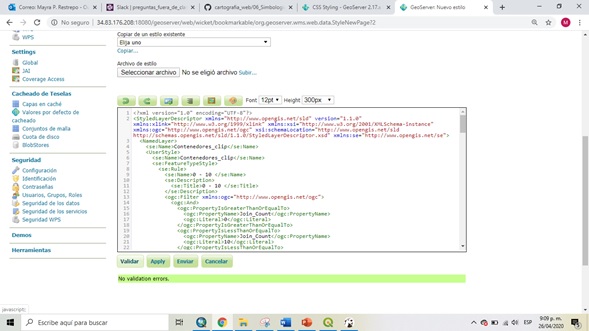 Correo: Mayra F. Restrepo - C
Slack | preguntas_fuera_de_clas
cartografia_web/06_Simbologi
CSS Styling - GeoServer 2.17.
GeoServer: Nuevo estilo
No seguro | 34.83.176.208:18080/geoserver/web/wicket/bookmarkable/org.geoserver.wms.web.data.StyleNewPage?2
WPS
Settings
Global
JAI
Coverage Access
Cacheado de Teselas
Capas en caché
Valores por defecto de cacheado
Conjuntos de malla
Cuota de disco
BlobStores
Seguridad
Configuración
Identificación
Contraseñas
Usuarios, Grupos, Roles
Seguridad de los datos
Seguridad de los servicios
Seguridad WPS
Demos
Herramientas
Copiar de un estilo existente
Elija uno
Copiar...
Archivo de estilo
Seleccionar archivo No se eligió archivo Subir...
Font 12pt Height 300px
1 <?xml version="1.0" encoding="UTF-8"?>
2 <StyledLayerDescriptor xmlns="http://www.opengis.net/sld" version="1.1.0"
xmlns:xlink="http://www.w3.org/1999/xlink" xmlns:xsi="http://www.w3.org/2001/XMLSchema-instance"
xmlns:ogc="http://www.opengis.net/ogc" xsi:schemaLocation="http://www.opengis.net/sld
http://schemas.opengis.net/sld/1.1.0/StyledLayerDescriptor.xsd" xmlns:se="http://www.opengis.net/se">
3 <NamedLayer>
4 <se:Name>Contenedores_clip</se:Name>
5 <UserStyle>
6 <se:Name>Contenedores_clip</se:Name>
7 <se:FeatureTypeStyle>
8 <se:Rule>
9 <se:Name>0 - 10 </se:Name>
10 <se:Description>
11 <se:Title>0 - 10 </se:Title>
12 </se:Description>
13 <ogc:Filter xmlns:ogc="http://www.opengis.net/ogc">
14 <ogc:And>
15 <ogc:PropertyIsGreaterThanOrEqualTo>
16 <ogc:PropertyName>Join_Count</ogc:PropertyName>
17 <ogc:Literal>0</ogc:Literal>
18 </ogc:PropertyIsGreaterThanOrEqualTo>
19 <ogc:PropertyIsLessThanOrEqualTo>
20 <ogc:PropertyName>Join_Count</ogc:PropertyName>
21 <ogc:Literal>10</ogc:Literal>
22 </ogc:PropertyIsLessThanOrEqualTo>
Validar Apply Enviar Cancelar
No validation errors.
javascript:;
Escribe aquí para buscar
ESP
9:09 p. m.
26/04/2020